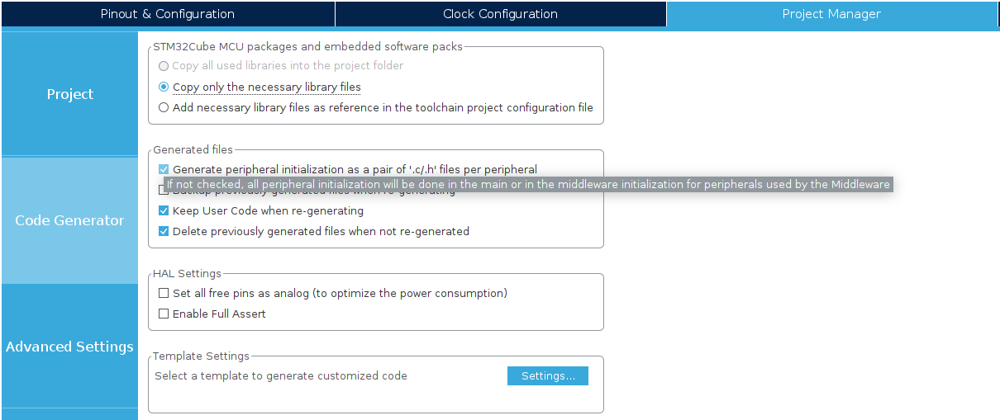 Pinout & Configuration
Clock Configuration
Project Manager
Project
Code Generator
Advanced Settings
STM32Cube MCU packages and embedded software packs
Copy all used libraries into the project folder
Copy only the necessary library files
Add necessary library files as reference in the toolchain project configuration file
Generated files
Generate peripheral initialization as a pair of '.c/.h' files per peripheral
If not checked, all peripheral initialization will be done in the main or in the middleware initialization for peripherals used by the Middleware
Backup previously generated files when re-generating
Keep User Code when re-generating
Delete previously generated files when not re-generated
HAL Settings
Set all free pins as analog (to optimize the power consumption)
Enable Full Assert
Template Settings
Select a template to generate customized code
Settings...